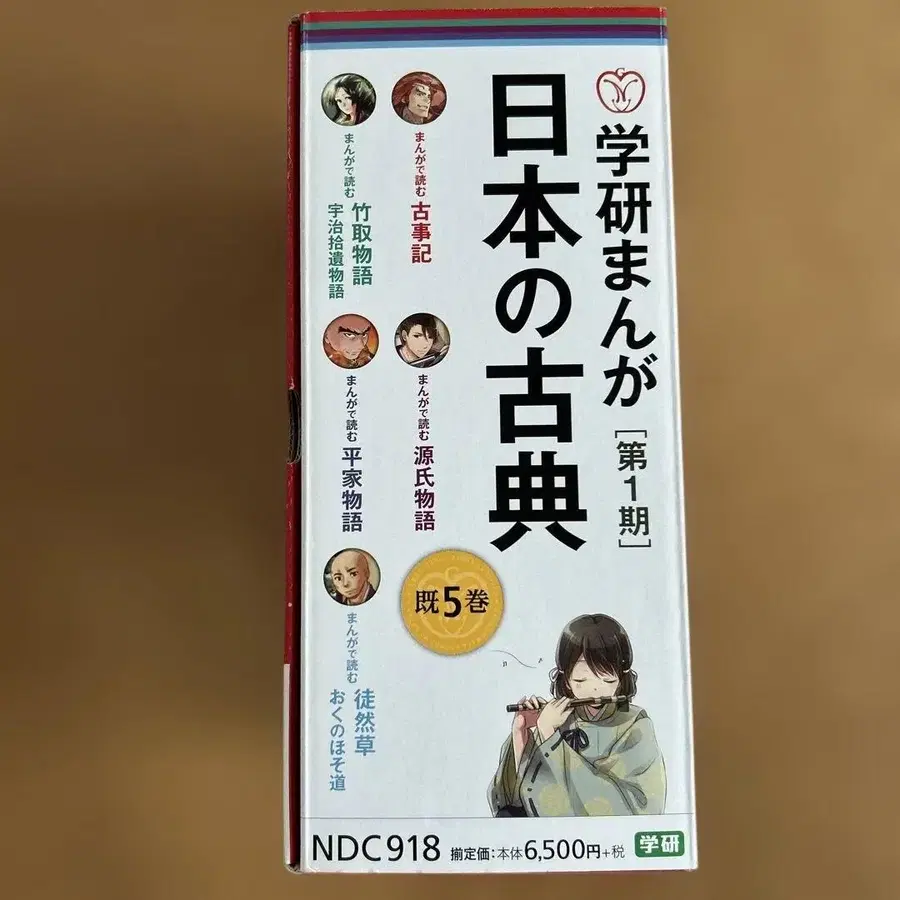 学研まんが
[第1期]
日本の古典
まんがで読む
古事記
まんがで読む
竹取物語
宇治拾遺物語
まんがで読む
源氏物語
まんがで読む
平家物語
既5巻
まんがで読む
徒然草
おくのほそ道
NDC918
揃定価:本体6,500円+税
学研